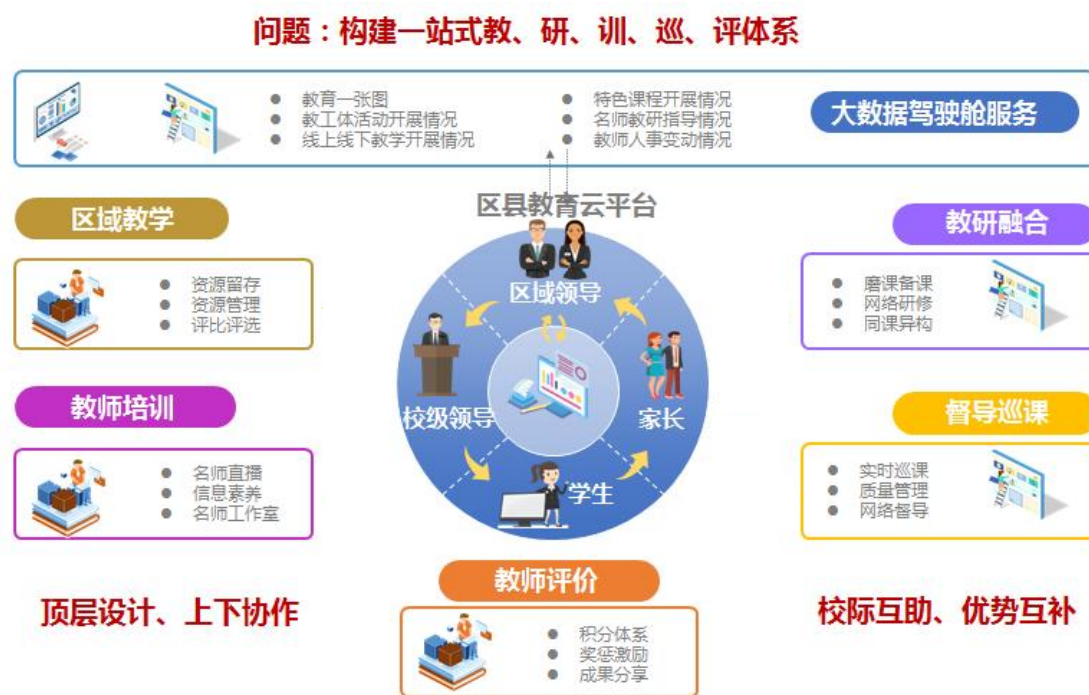 问题：构建一站式教、研、训、巡、评体系
教育一张图
教工体活动开展情况
线上线下教学开展情况
特色课程开展情况
名师教研指导情况
教师人事变动情况
大数据驾驶舱服务
区县教育云平台
区域教学
资源留存
资源管理
评比评选
教师培训
名师直播
信息素养
名师工作室
区域领导
校级领导
家长
学生
教研融合
磨课备课
网络研修
同课异构
督导巡课
实时巡课
质量管理
网络督导
教师评价
积分体系
奖惩激励
成果分享
顶层设计、上下协作
校际互助、优势互补